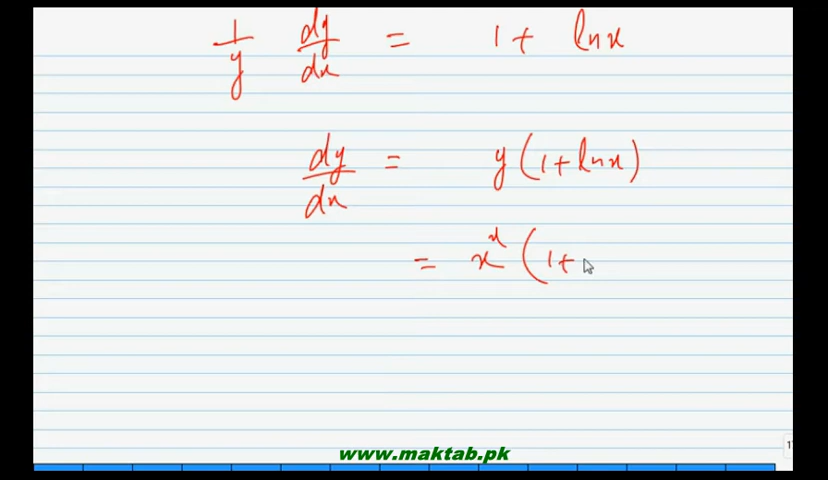 1/y dy/dx = 1 + ln x
dy/dx = y(1 + ln x)
= x^x (1 +
www.maktab.pk